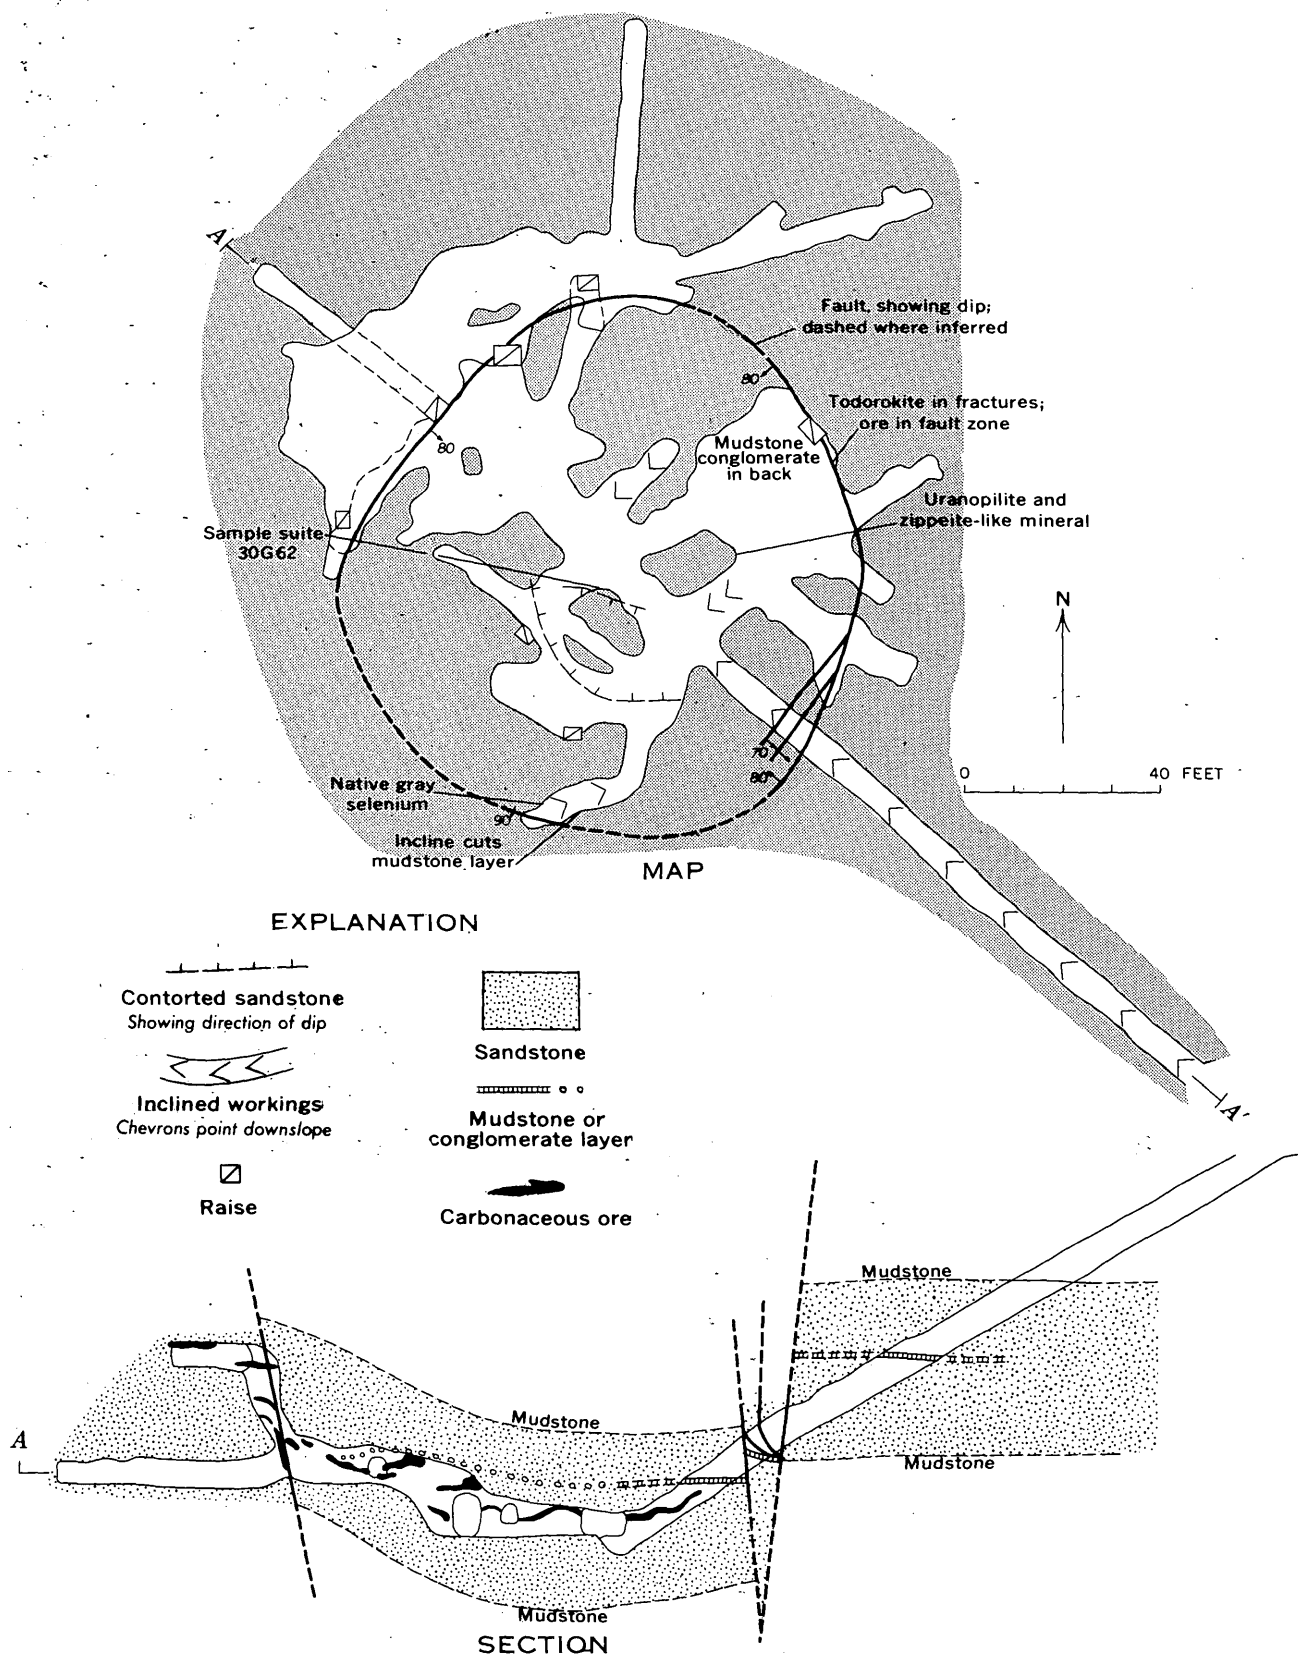 A
Fault, showing dip;
dashed where inferred
80
Todorokite in fractures;
ore in fault zone
80
Mudstone
conglomerate
in back
Uranopilite and
zippeite-like mineral
Sample suite
30G62
N
70
80
0 40 FEET
Native gray
selenium
90
Incline cuts
mudstone layer
MAP
A'
EXPLANATION
Contorted sandstone
Showing direction of dip
Inclined workings
Chevrons point downslope
Raise
Sandstone
Mudstone or
conglomerate layer
Carbonaceous ore
Mudstone
Mudstone
A
Mudstone
Mudstone
SECTION